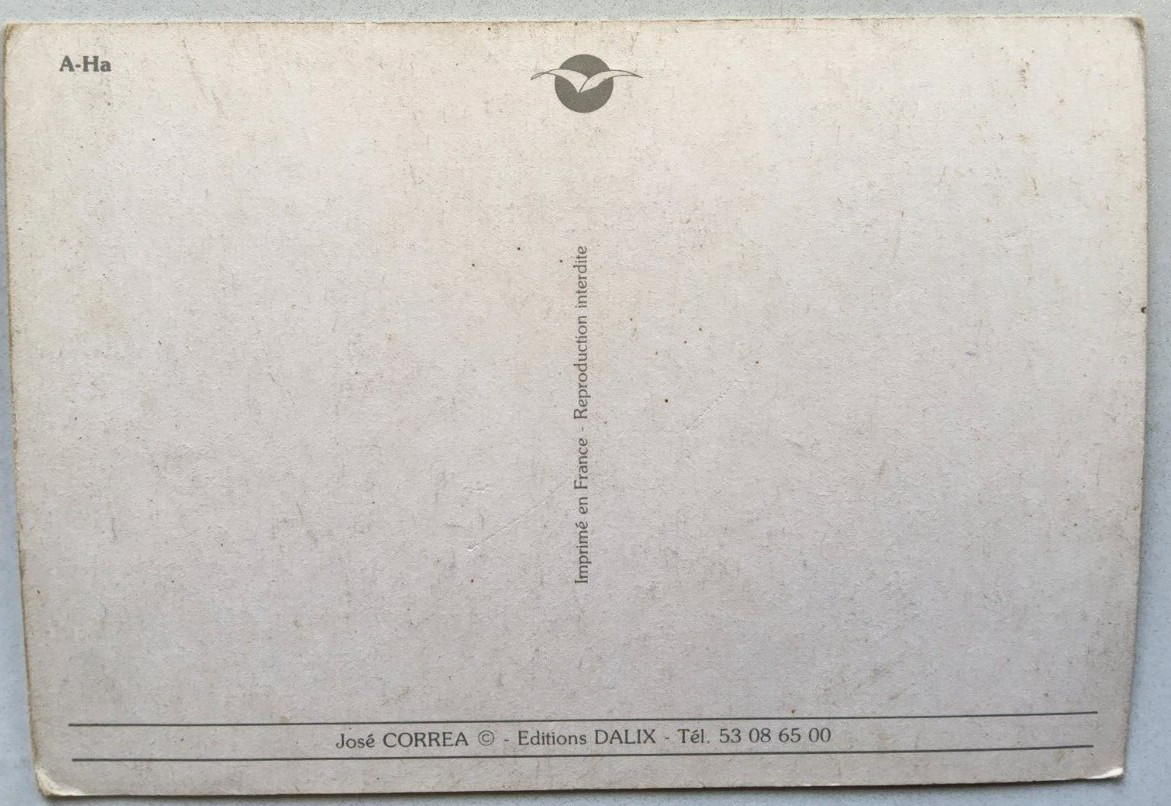 A-Ha
Imprimé en France - Reproduction interdite
José CORREA © - Editions DALIX - Tél. 53 08 65 00